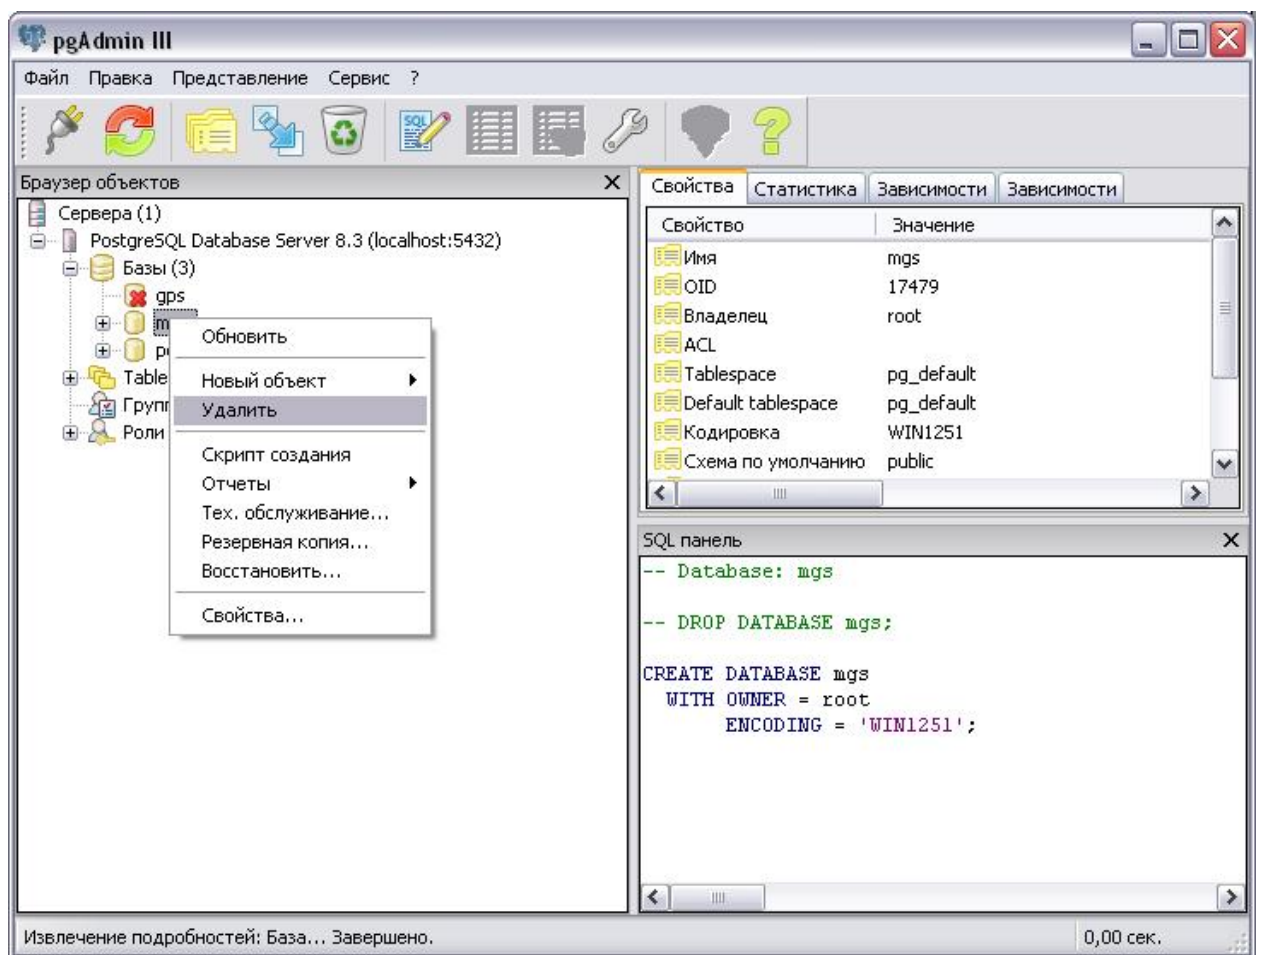 pgAdmin III
Файл Правка Представление Сервис ?
SQL
Браузер объектов
Сервера (1)
PostgreSQL Database Server 8.3 (localhost:5432)
Базы (3)
gps
Обновить
Новый объект
Удалить
Скрипт создания
Отчеты
Тех. обслуживание...
Резервная копия...
Восстановить...
Свойства...
Table
Роли
Свойства Статистика Зависимости Зависимости
Свойство Значение
Имя mgs
OID 17479
Владелец root
ACL
Tablespace pg_default
Default tablespace pg_default
Кодировка WIN1251
Схема по умолчанию public
SQL панель
-- Database: mgs
-- DROP DATABASE mgs;
CREATE DATABASE mgs
WITH OWNER = root
ENCODING = 'WIN1251';
Извлечение подробностей: База... Завершено.
0,00 сек.